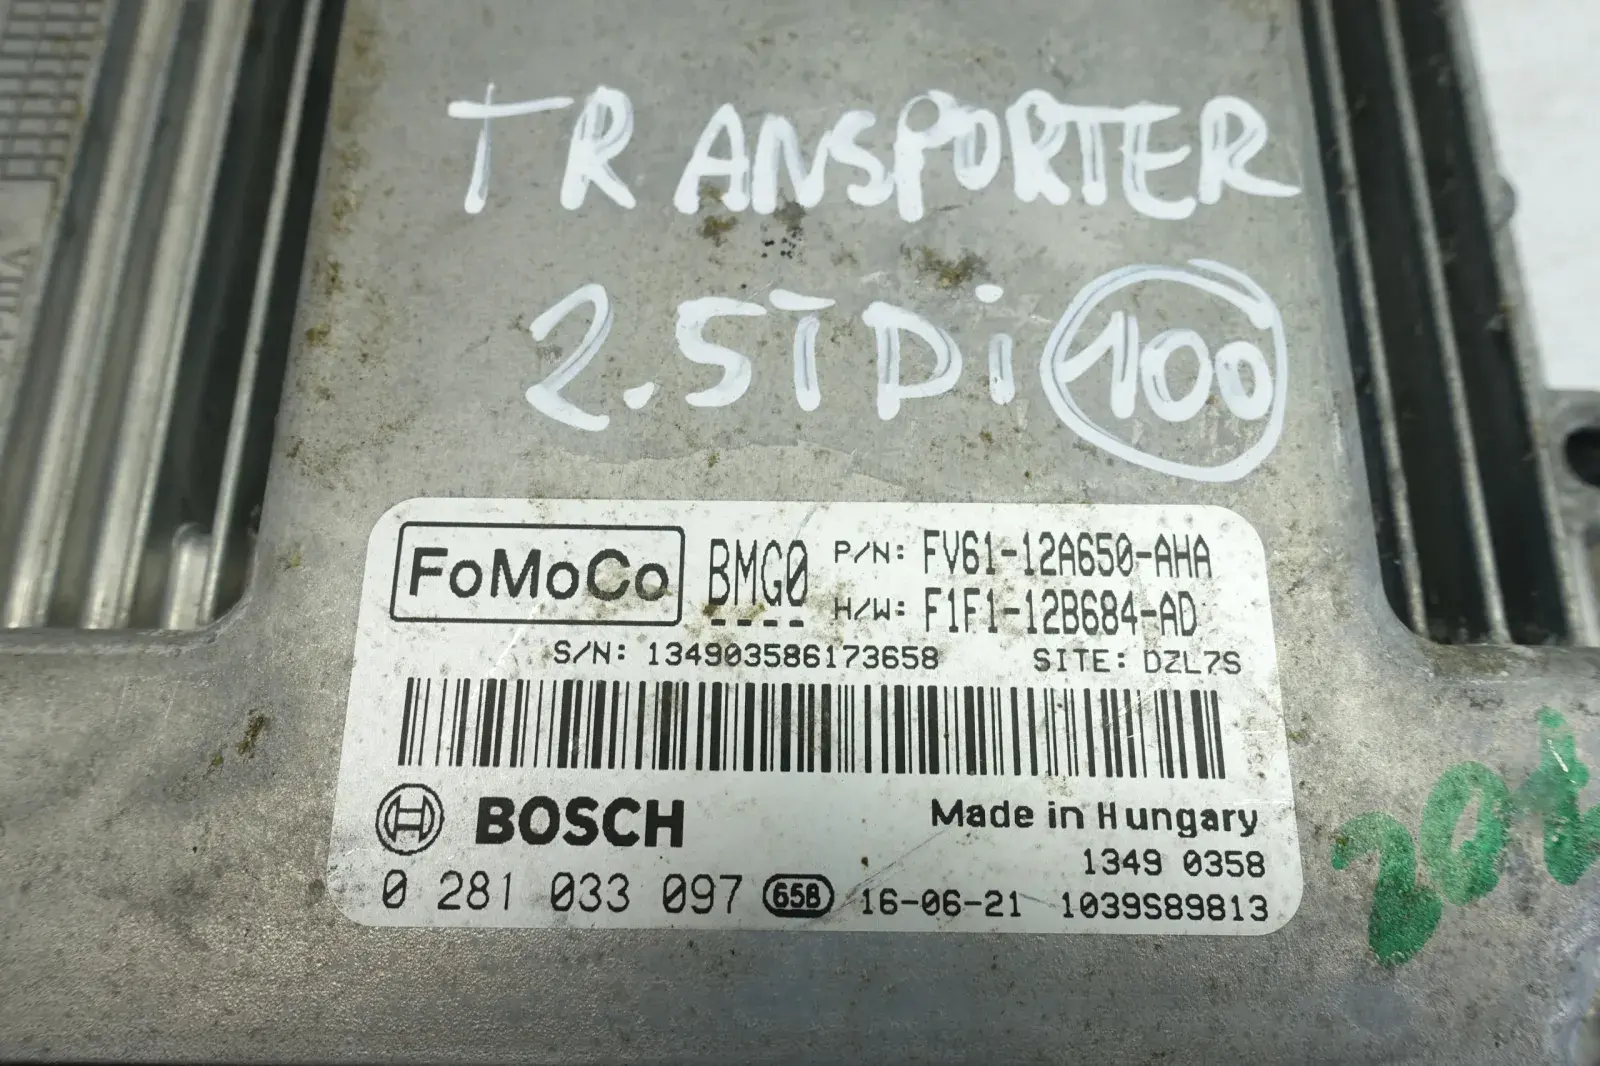 TRANSPORTER
2.5TDi 100
FoMoCo BMG0 P/N: FV61-12A650-AHA
H/W: F1F1-12B684-AD
S/N: 134903586173658 SITE: DZL7S
BOSCH Made in Hungary
1349 0358
0 281 033 097 65B 16-06-21 1039S89813